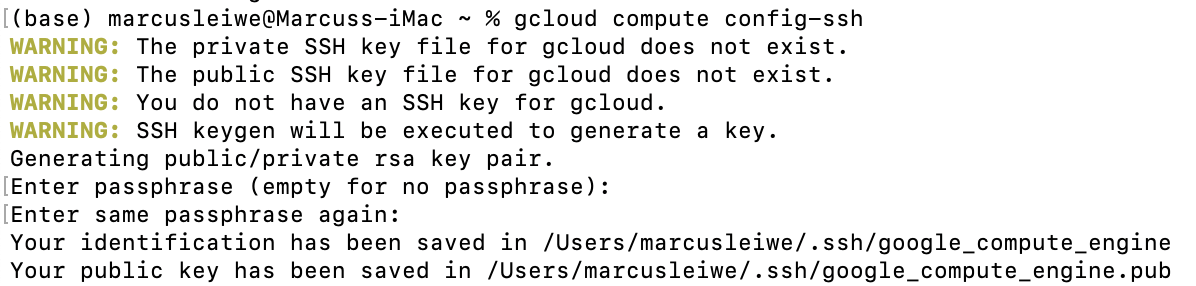 [(base) marcusleiwe@Marcuss-iMac ~ % gcloud compute config-ssh
WARNING: The private SSH key file for gcloud does not exist.
WARNING: The public SSH key file for gcloud does not exist.
WARNING: You do not have an SSH key for gcloud.
WARNING: SSH keygen will be executed to generate a key.
Generating public/private rsa key pair.
[Enter passphrase (empty for no passphrase):
[Enter same passphrase again:
Your identification has been saved in /Users/marcusleiwe/.ssh/google_compute_engine
Your public key has been saved in /Users/marcusleiwe/.ssh/google_compute_engine.pub